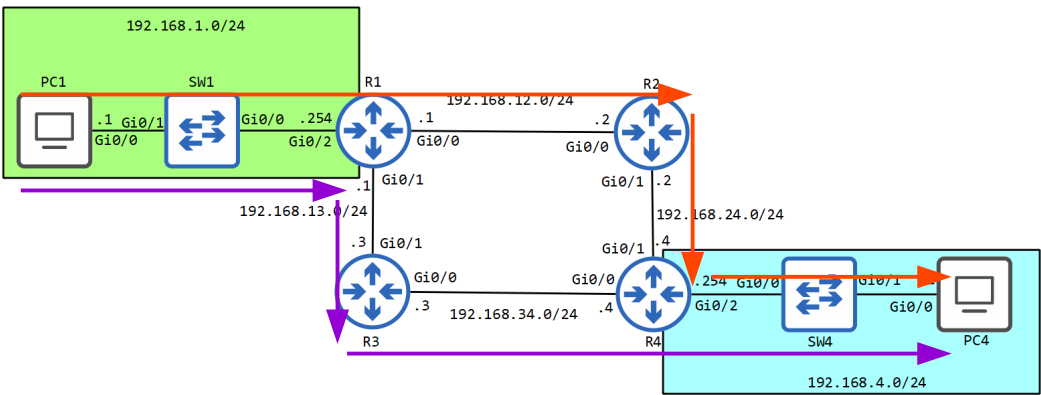 192.168.1.0/24
PC1
SW1
R1
R2
192.168.12.0/24
.1
Gi0/1
Gi0/0
.254
.1
.2
Gi0/0
Gi0/2
Gi0/0
Gi0/0
.1
Gi0/1
Gi0/1
.2
192.168.13.0/24
192.168.24.0/24
.3
Gi0/1
Gi0/1
.4
Gi0/0
Gi0/0
.254
Gi0/0
Gi0/1
.3
192.168.34.0/24
.4
Gi0/2
Gi0/0
R3
R4
SW4
PC4
192.168.4.0/24